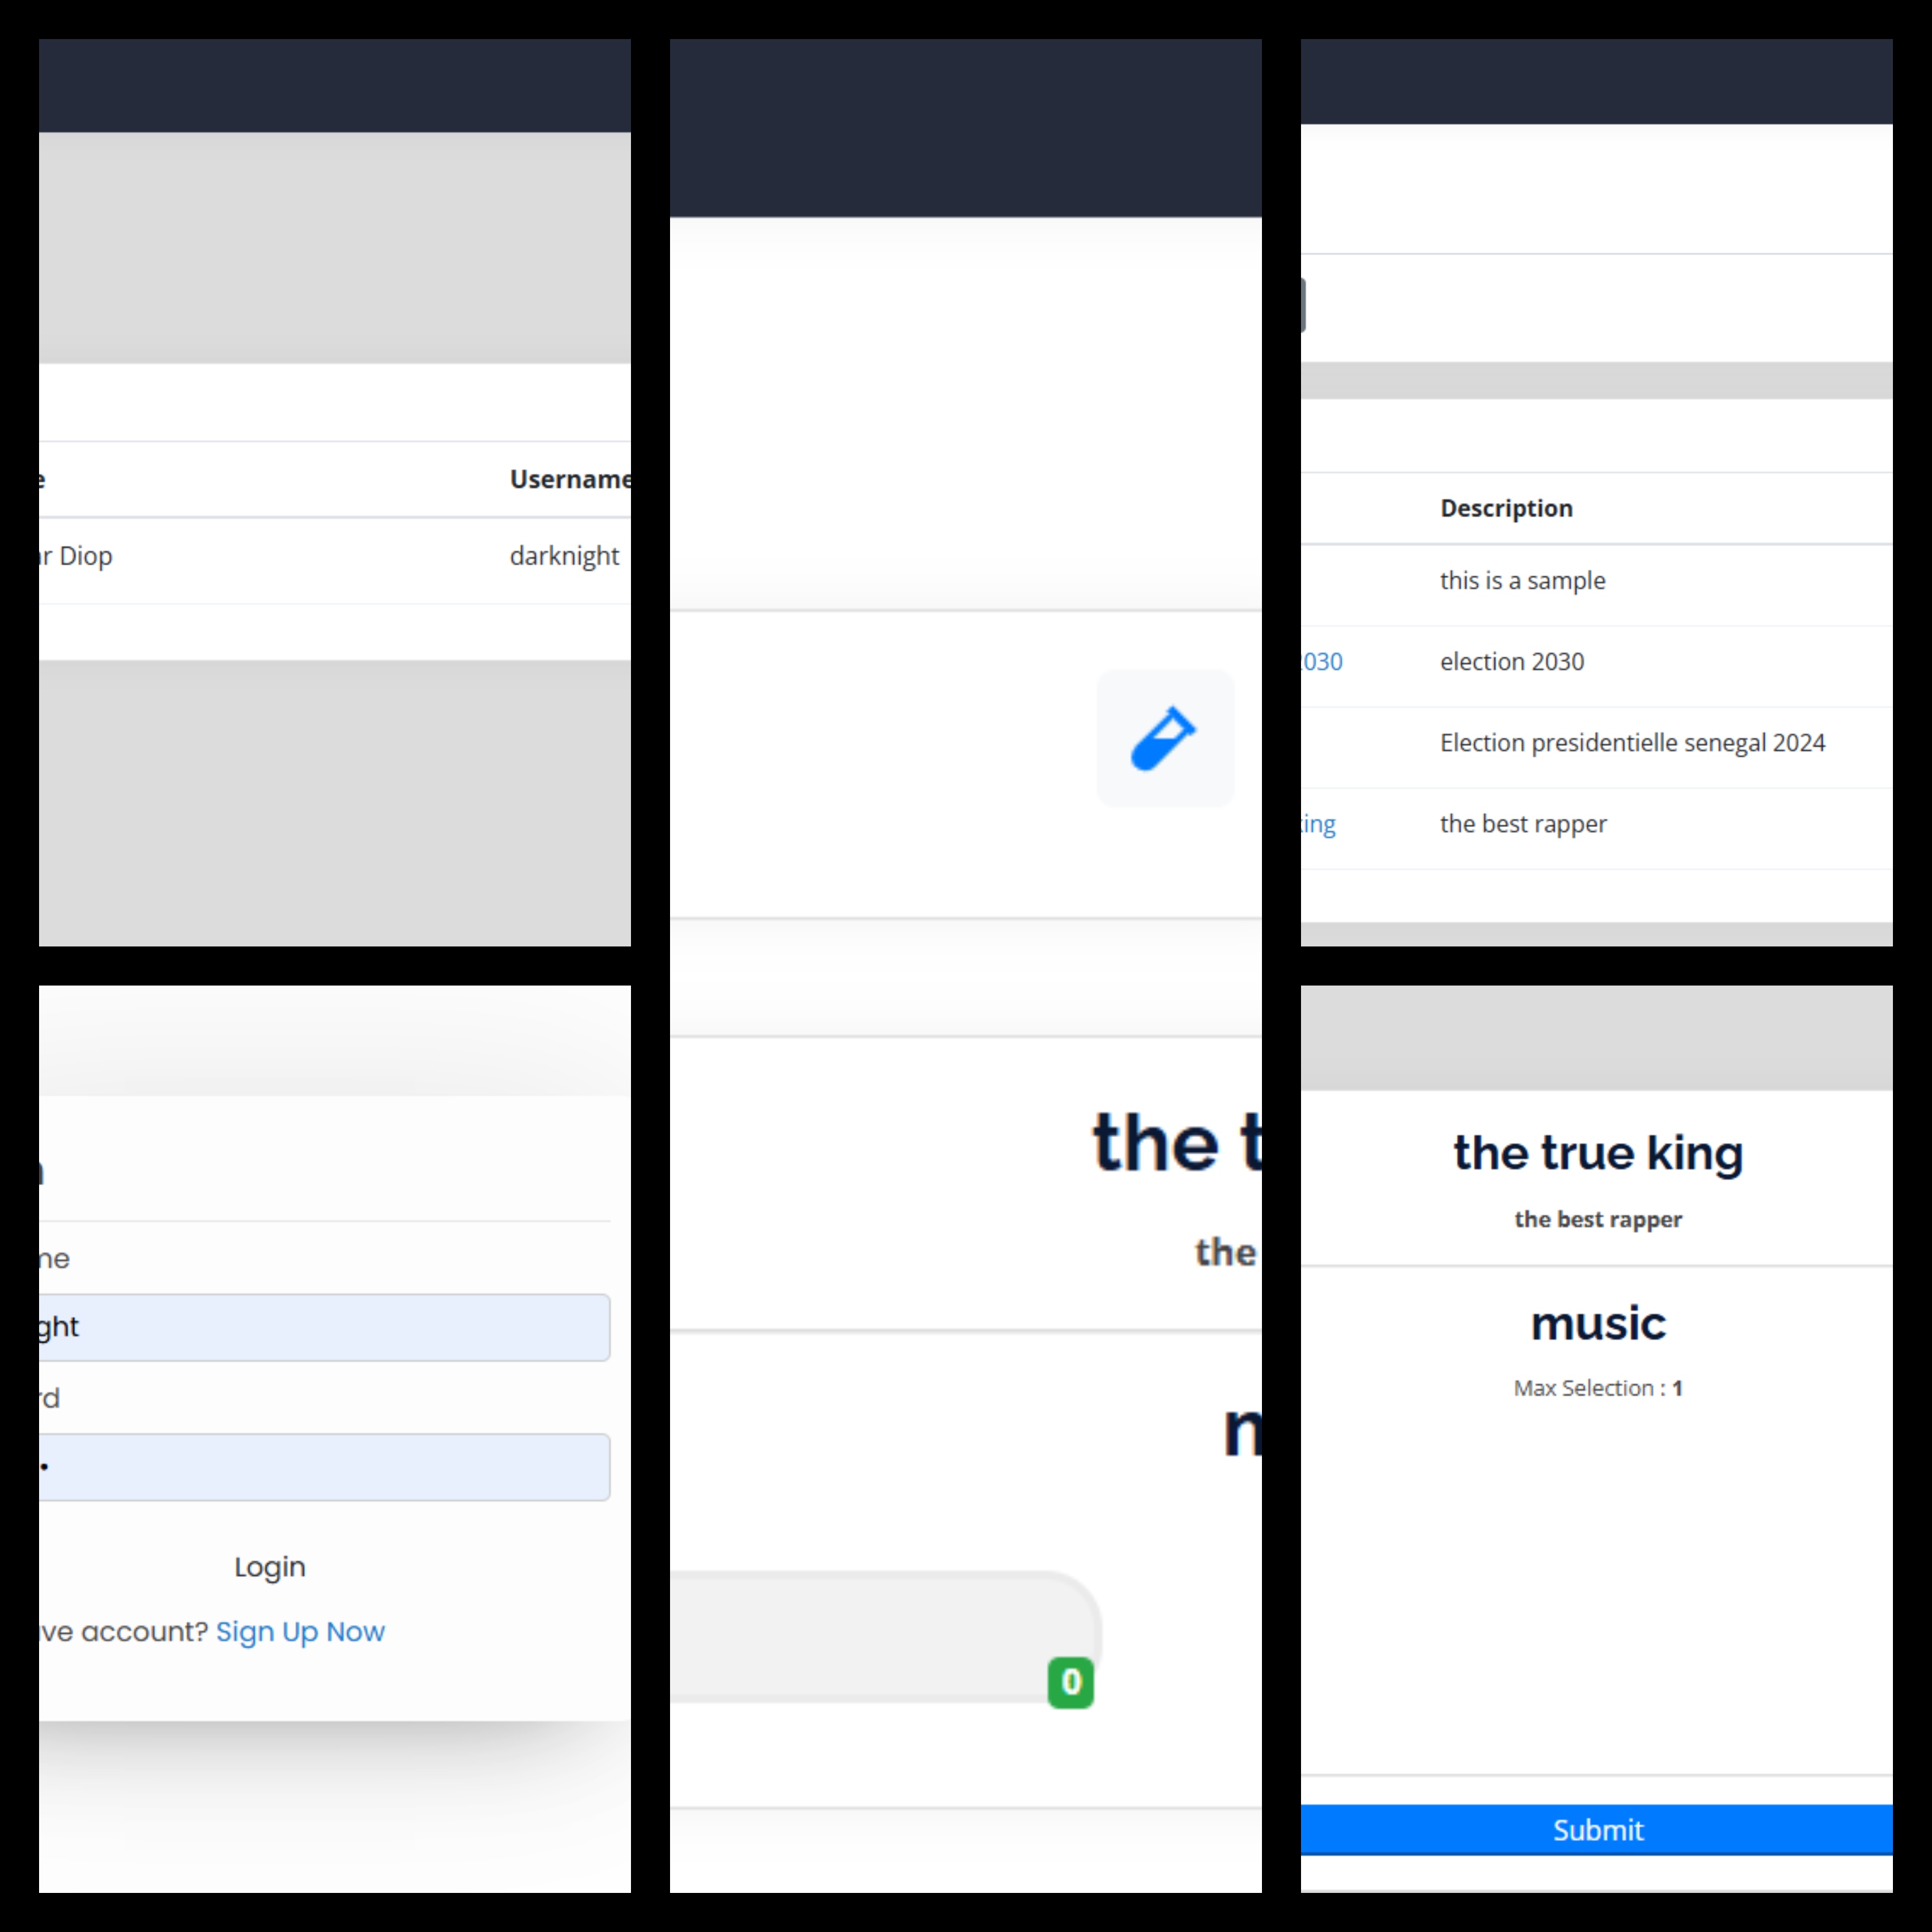 Username
r Diop darknight
the t
the
0
Description
this is a sample
030 election 2030
Election presidentielle senegal 2024
ing the best rapper
me
ght
rd
Login
ve account? Sign Up Now
the true king
the best rapper
music
Max Selection : 1
Submit